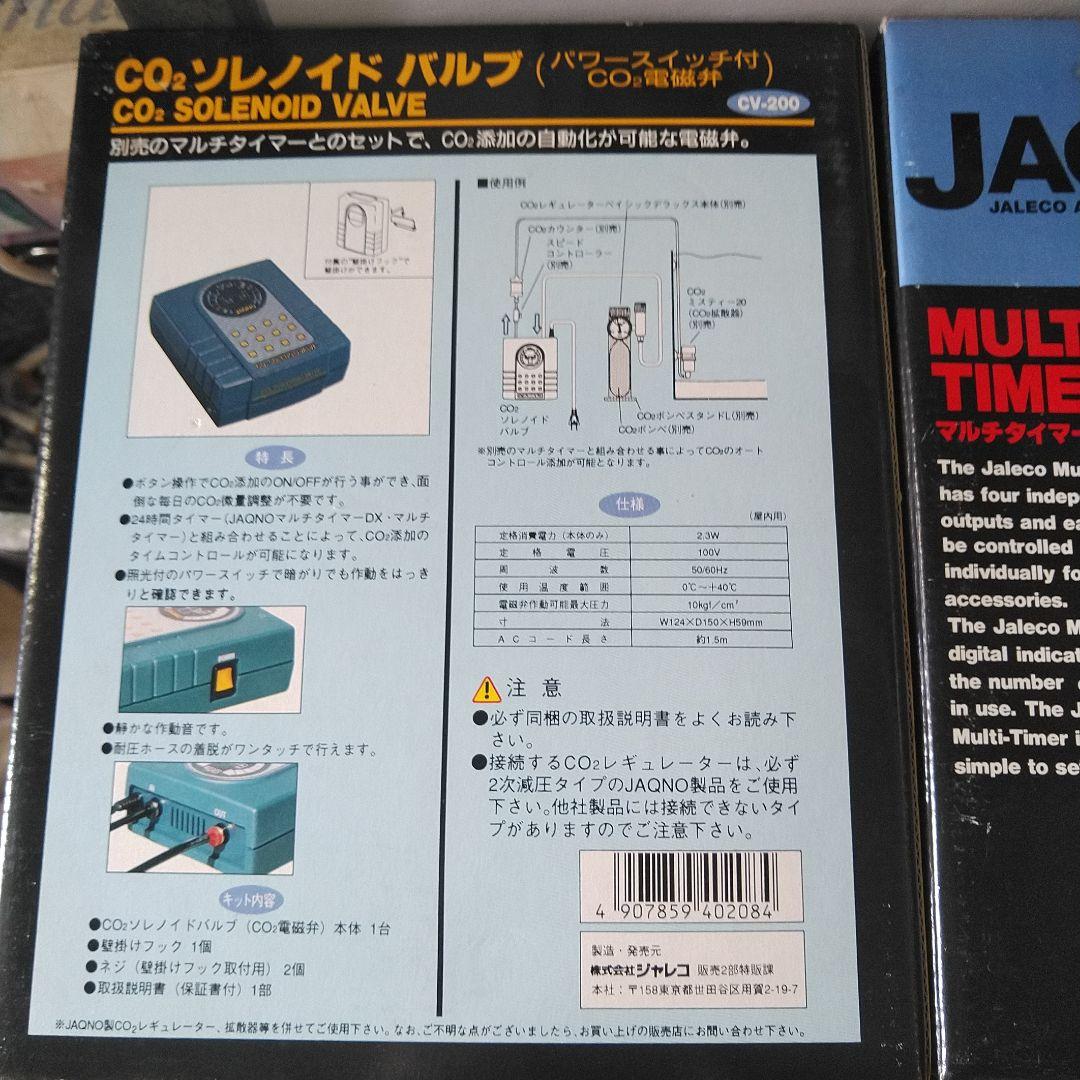 CO2ソレノイド バルブ（パワースイッチ付 CO2電磁弁）
CO2 SOLENOID VALVE
CV-200
別売のマルチタイマーとのセットで、CO2添加の自動化が可能な電磁弁。
付属の"壁掛けフック"で
壁掛けができます。
特長
●ボタン操作でCO2添加のON/OFFが行う事ができ、面
倒な毎日のCO2微量調整が不要です。
●24時間タイマー（JAQNOマルチタイマーDX・マルチ
タイマー）と組み合わせることによって、CO2添加の
タイムコントロールが可能になります。
●照光付のパワースイッチで暗がりでも作動をはっき
りと確認できます。
●静かな作動音です。
●耐圧ホースの着脱がワンタッチで行えます。
IN
OUT
キット内容
●CO2ソレノイドバルブ（CO2電磁弁）本体 1台
●壁掛けフック 1個
●ネジ（壁掛けフック取付用） 2個
●取扱説明書（保証書付）1部
■使用例
CO2レギュレーターベイシックデラックス本体(別売)
CO2カウンター(別売)
スピード
コントローラー
(別売)
CO2
ミスティー20
(CO2拡散器)
(別売)
CO2
ソレノイド
バルブ
CO2ボンベスタンドL(別売)
CO2ボンベ(別売)
※別売のマルチタイマーと組み合わせる事によってCO2のオート
コントロール添加が可能となります。
仕様
（屋内用）
定格消費電力（本体のみ） 2.3W
定格電圧 100V
周波数 50/60Hz
使用温度範囲 0℃〜+40℃
電磁弁作動可能最大圧力 10kgf/cm²
寸法 W124×D150×H59mm
ACコード長さ 約1.5m
注意
●必ず同梱の取扱説明書をよくお読み下
さい。
●接続するCO2レギュレーターは、必ず
2次減圧タイプのJAQNO製品をご使用
下さい。他社製品には接続できないタイ
プがありますのでご注意下さい。
4 907859 402084
製造・発売元
株式会社ジャレコ 販売2部特販課
本社：〒158東京都世田谷区用賀2-19-7
※JAQNO製CO2レギュレーター、拡散器等を併せてご使用下さい。なお、ご不明な点がございましたら、お買い上げの販売店にお問い合わせ下さい。
JAQ
JALECO A
MULT
TIME
マルチタイマー
The Jaleco Mu
has four indep
outputs and ea
be controlled
individually fo
accessories.
The Jaleco M
digital indicat
the number
in use. The J
Multi-Timer i
simple to se